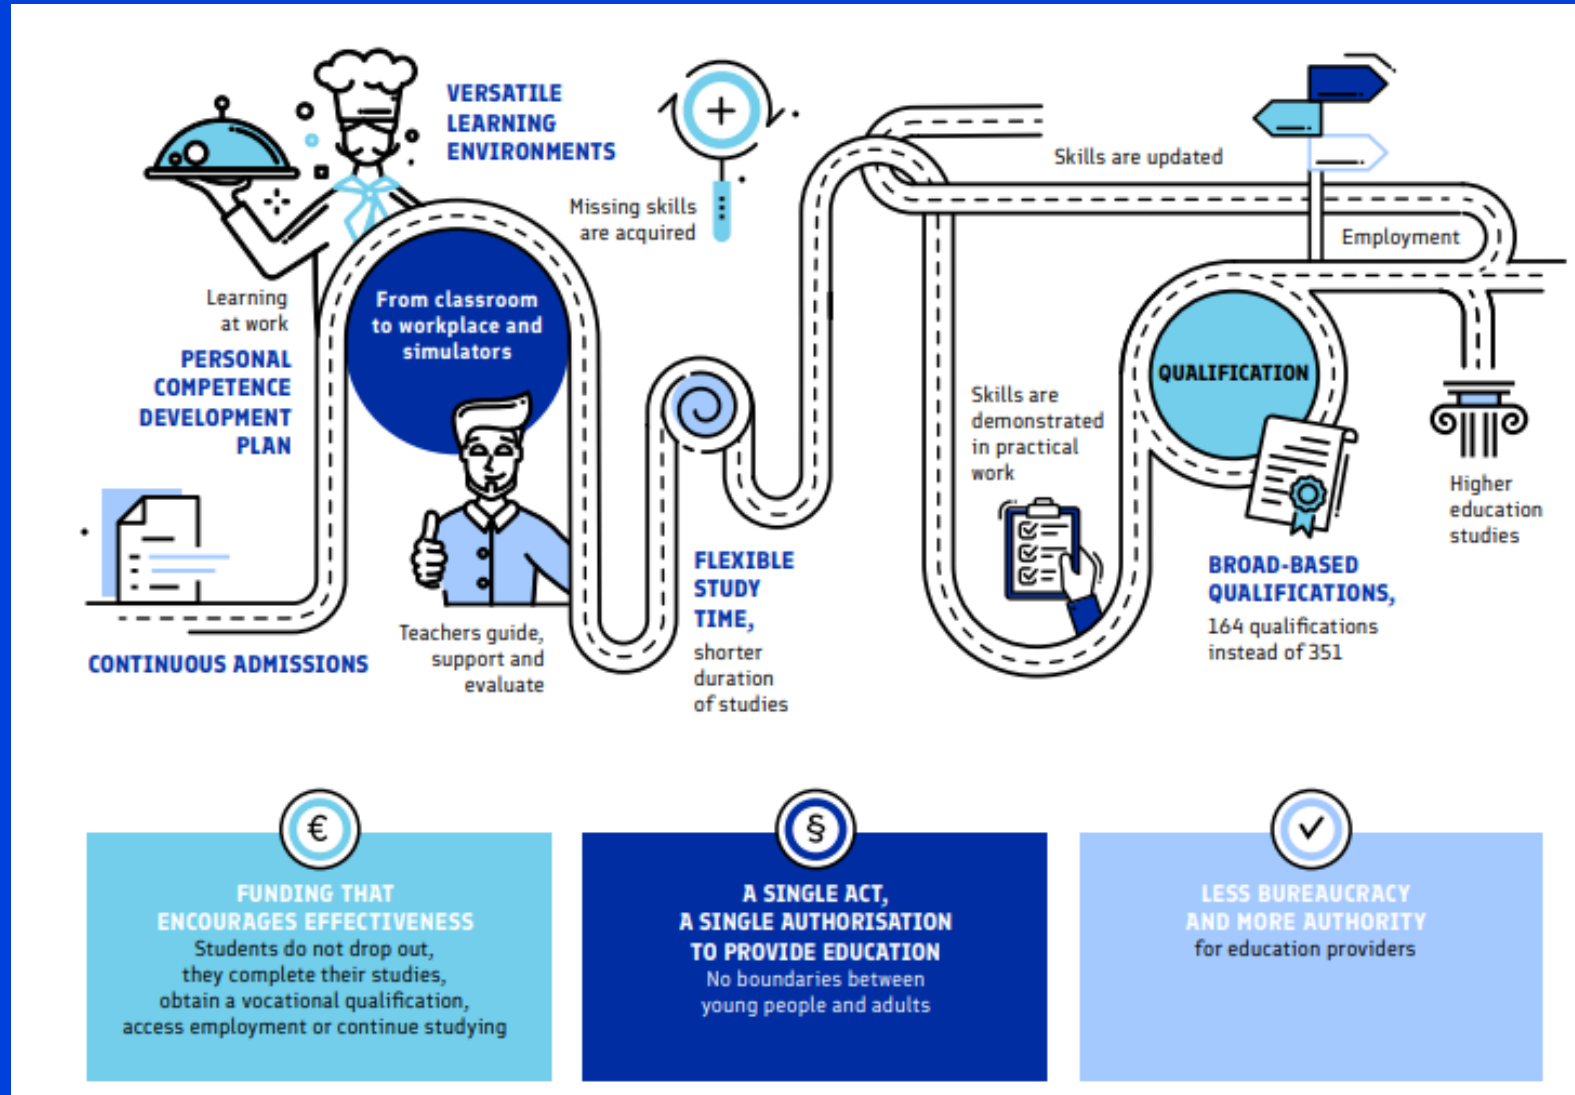 VERSATILE
LEARNING
ENVIRONMENTS
Missing skills
are acquired
Skills are updated
Employment
Learning
at work
From classroom
to workplace and
simulators
PERSONAL
COMPETENCE
DEVELOPMENT
PLAN
QUALIFICATION
Skills are
demonstrated
in practical
work
Higher
education
studies
CONTINUOUS ADMISSIONS
Teachers guide,
support and
evaluate
FLEXIBLE
STUDY
TIME,
shorter
duration
of studies
BROAD-BASED
QUALIFICATIONS,
164 qualifications
instead of 351
€
FUNDING THAT
ENCOURAGES EFFECTIVENESS
Students do not drop out,
they complete their studies,
obtain a vocational qualification,
access employment or continue studying
§
A SINGLE ACT,
A SINGLE AUTHORISATION
TO PROVIDE EDUCATION
No boundaries between
young people and adults
LESS BUREAUCRACY
AND MORE AUTHORITY
for education providers